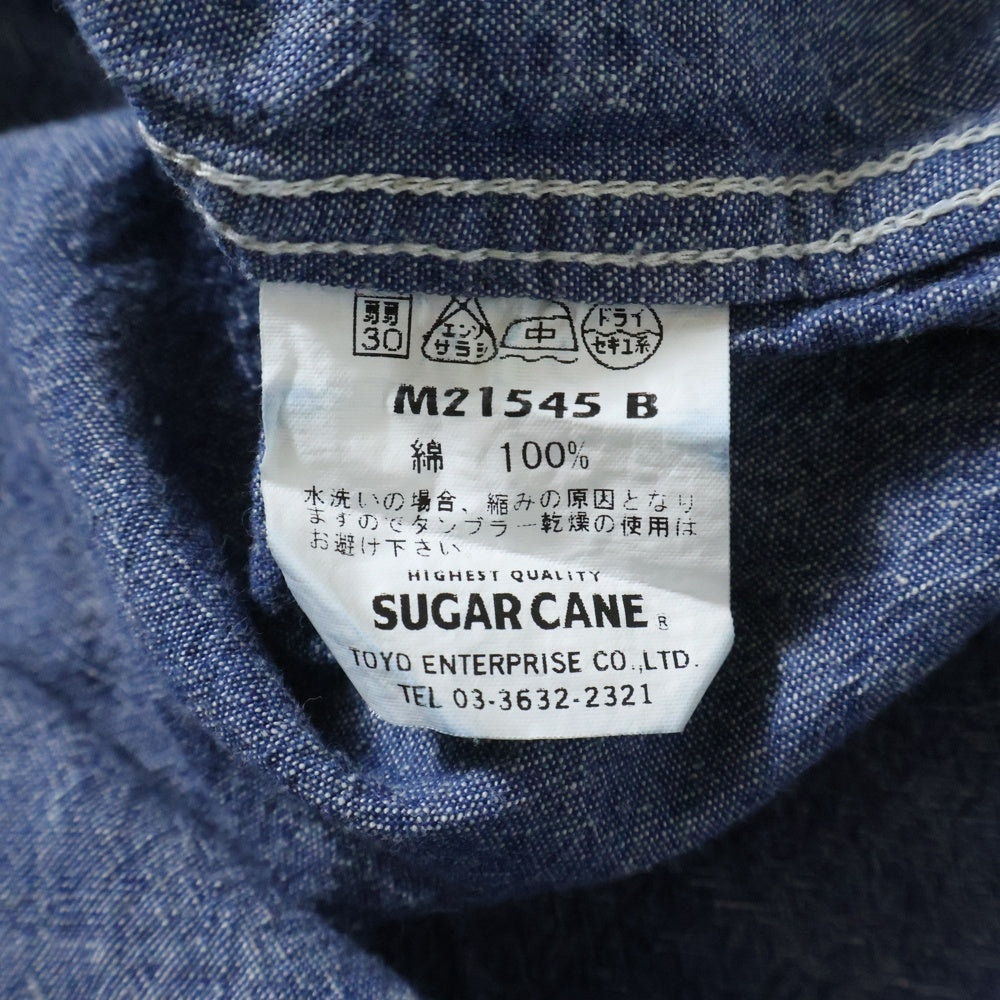 弱
30
エンソ
サラシ
中
ドライ
セキユ系
M21545 B
綿 100%
水洗いの場合、縮みの原因となり
ますのでタンブラー乾燥の使用は
お避け下さい
HIGHEST QUALITY
SUGAR CANE ®
TOYO ENTERPRISE CO.,LTD.
TEL 03-3632-2321